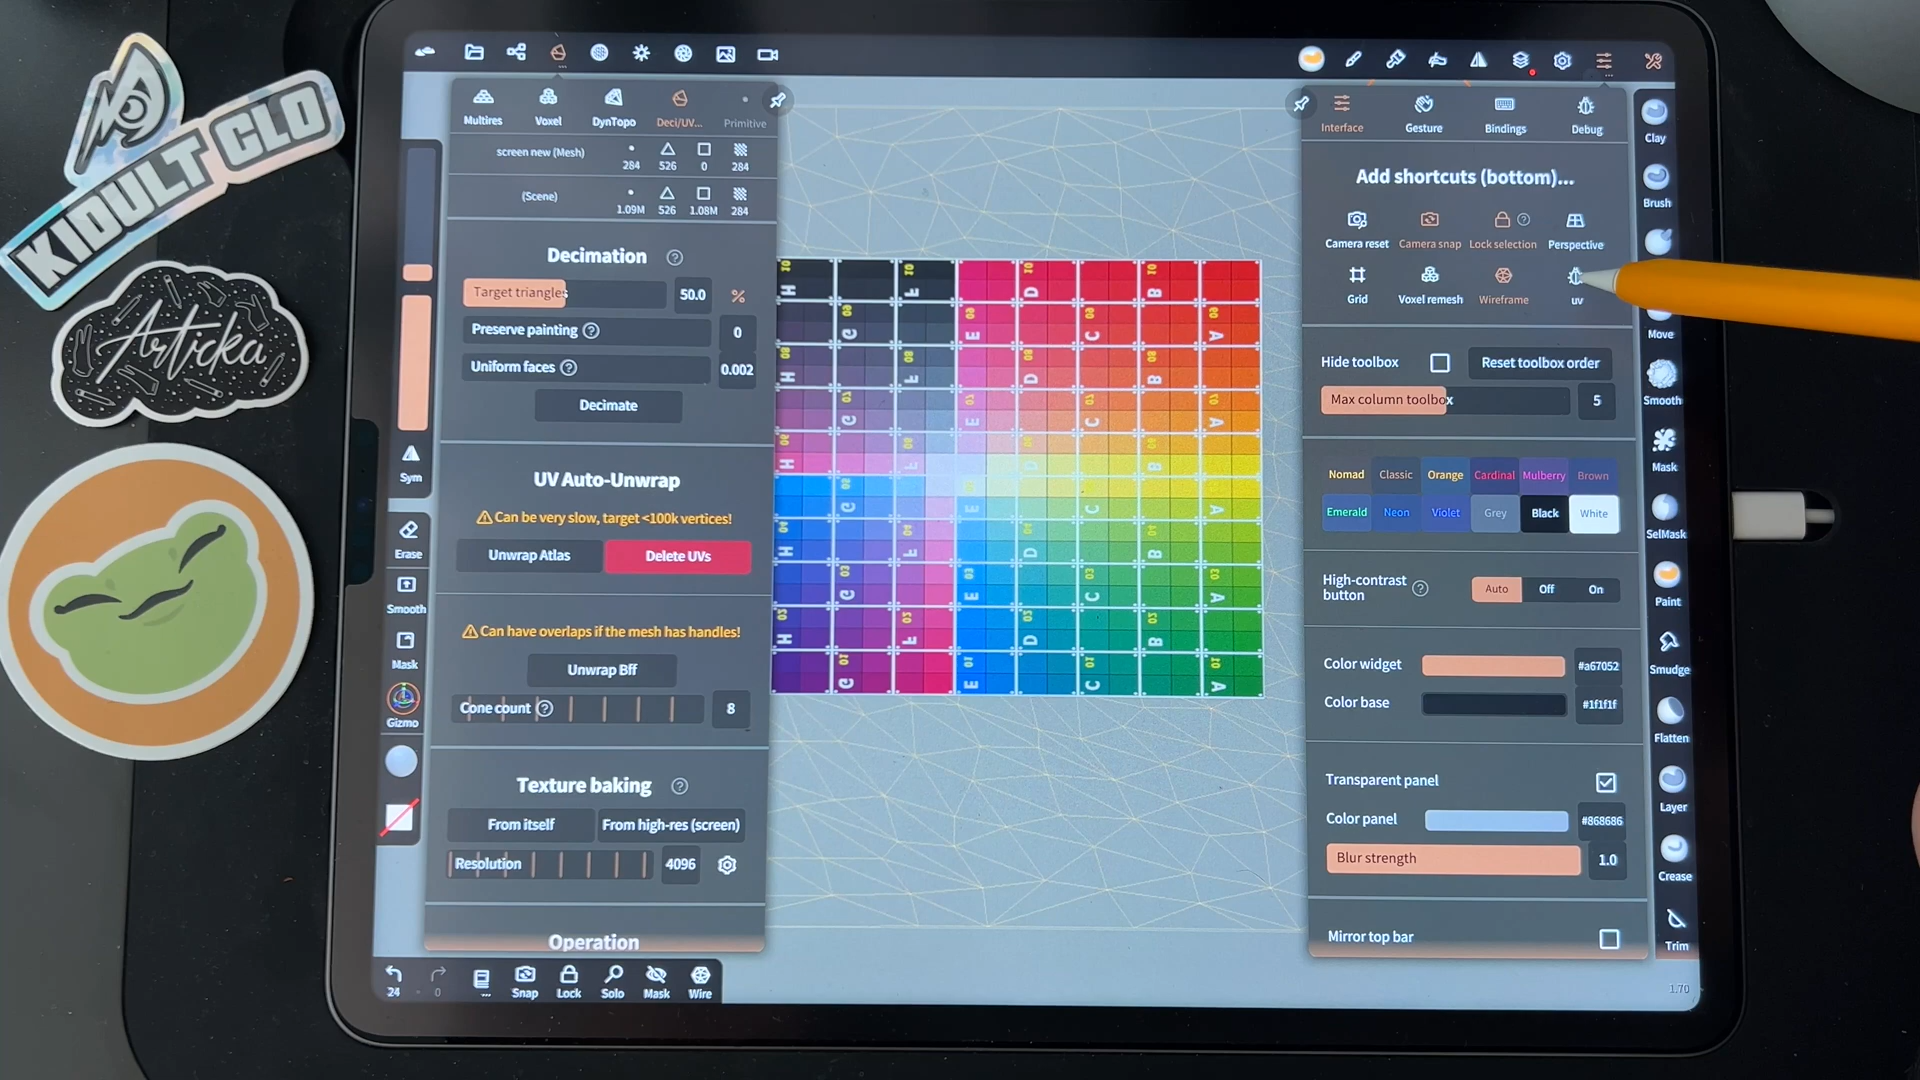 KIDULT CLO
Articka
Multires
Voxel
DynTopo
Deci/UV...
Primitive
screen new (Mesh)
284
526
0
284
(Scene)
1.09M
526
1.08M
284
Decimation ?
Target triangles
50.0
%
Preserve painting ?
0
Uniform faces ?
0.002
Decimate
UV Auto-Unwrap
Can be very slow, target <100k vertices!
Unwrap Atlas
Delete UVs
Can have overlaps if the mesh has handles!
Unwrap Bff
Cone count ?
8
Texture baking ?
From itself
From high-res (screen)
Resolution
4096
Operation
Sym
Erase
Smooth
Mask
Gizmo
24
0
...
Snap
Lock
Solo
Mask
Wire
Interface
Gesture
Bindings
Debug
Add shortcuts (bottom)...
Camera reset
Camera snap
Lock selection
Perspective
Grid
Voxel remesh
Wireframe
uv
Hide toolbox
Reset toolbox order
Max column toolbox
5
Nomad
Classic
Orange
Cardinal
Mulberry
Brown
Emerald
Neon
Violet
Grey
Black
White
High-contrast
button ?
Auto
Off
On
Color widget
#a67052
Color base
#1f1f1f
Transparent panel
Color panel
#868686
Blur strength
1.0
Mirror top bar
Clay
Brush
Move
Smooth
Mask
SelMask
Paint
Smudge
Flatten
Layer
Crease
Trim
1.70